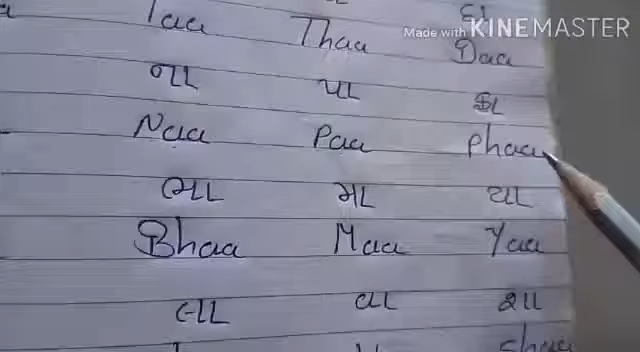 Made with KINEMASTER
Taa Thaa Daa
ના પા ફા
Naa Paa Phaa
ભા મા યા
Bhaa Maa Yaa
લા વા શા